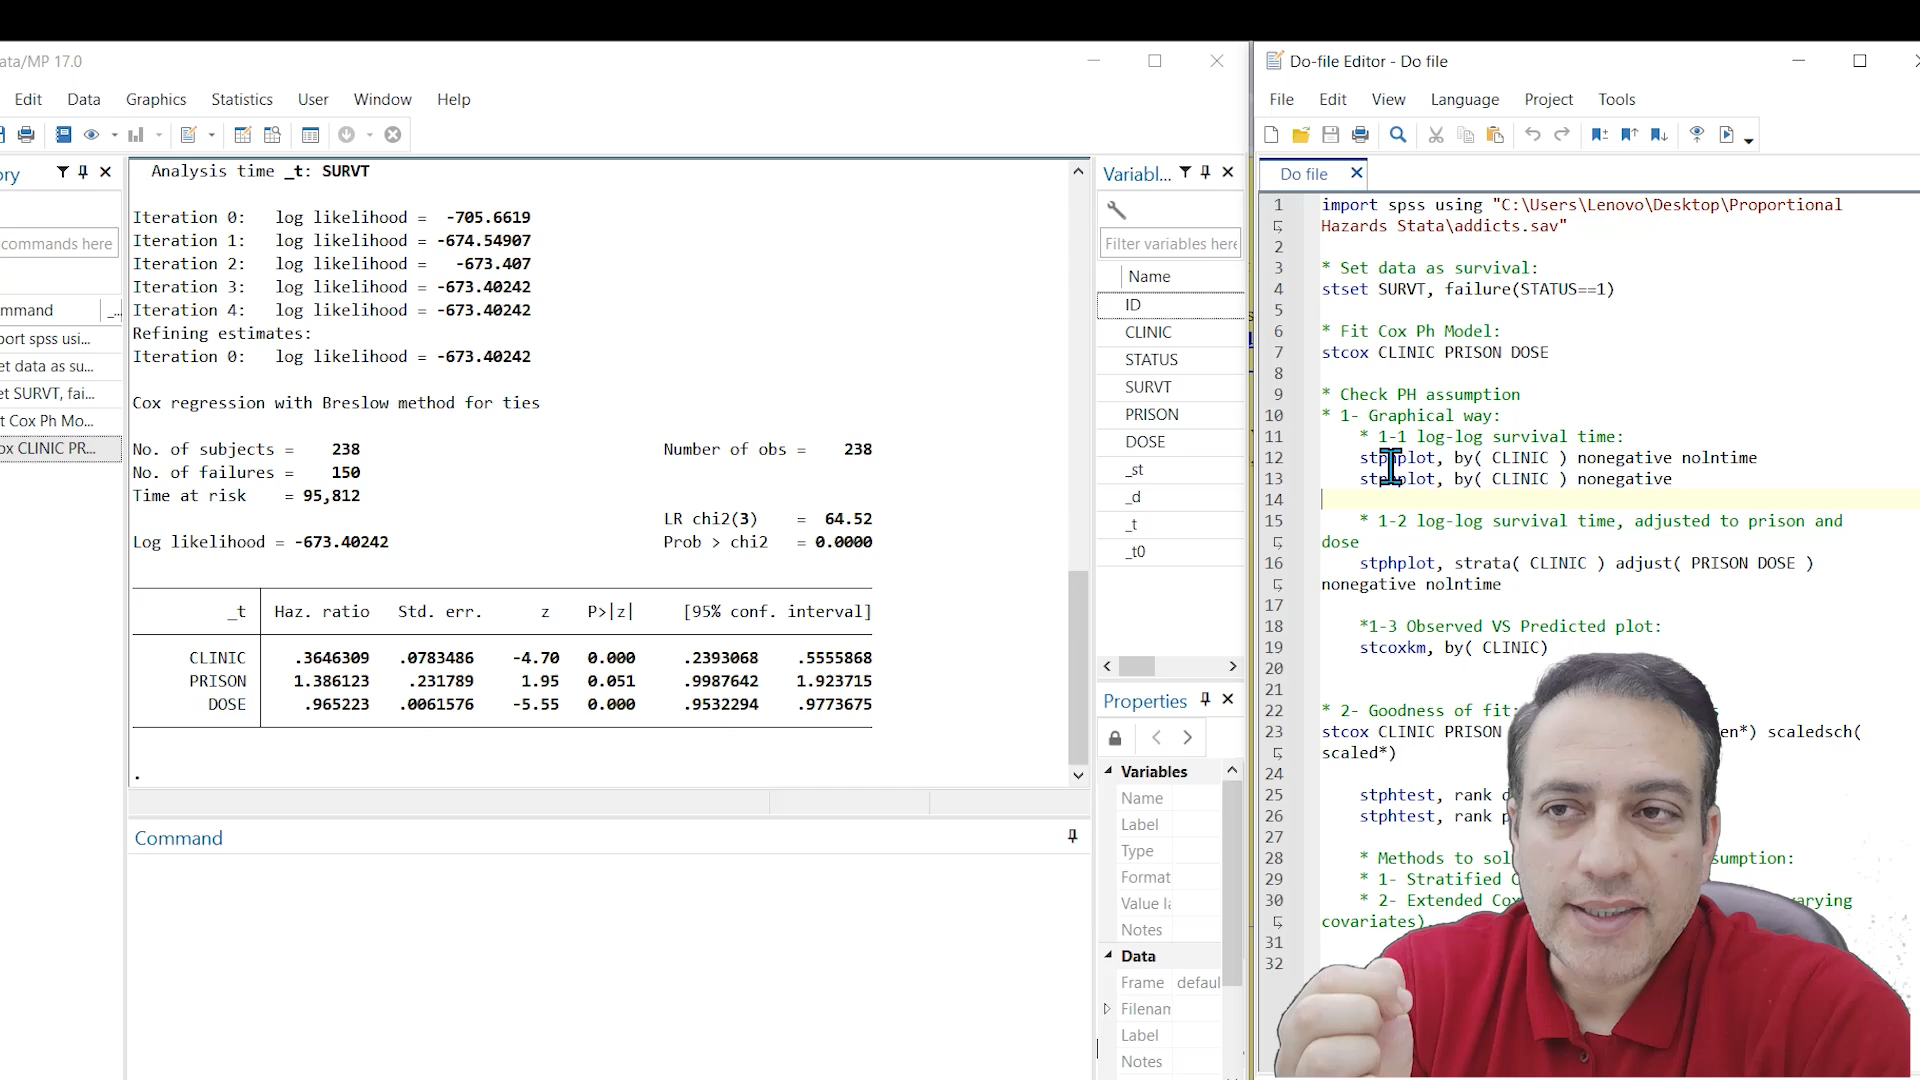 ata/MP 17.0
Edit Data Graphics Statistics User Window Help
ory
commands here
mmand _..
port spss usi...
et data as su...
et SURVT, fai...
t Cox Ph Mo...
ox CLINIC PR...
Analysis time _t: SURVT
Iteration 0: log likelihood = -705.6619
Iteration 1: log likelihood = -674.54907
Iteration 2: log likelihood = -673.407
Iteration 3: log likelihood = -673.40242
Iteration 4: log likelihood = -673.40242
Refining estimates:
Iteration 0: log likelihood = -673.40242
Cox regression with Breslow method for ties
No. of subjects = 238 Number of obs = 238
No. of failures = 150
Time at risk = 95,812
LR chi2(3) = 64.52
Log likelihood = -673.40242 Prob > chi2 = 0.0000
_t Haz. ratio Std. err. z P>|z| [95% conf. interval]
CLINIC .3646309 .0783486 -4.70 0.000 .2393068 .5555868
PRISON 1.386123 .231789 1.95 0.051 .9987642 1.923715
DOSE .965223 .0061576 -5.55 0.000 .9532294 .9773675
.
Command
Variabl...
Filter variables here
Name
ID
CLINIC
STATUS
SURVT
PRISON
DOSE
_st
_d
_t
_t0
Properties
Variables
Name
Label
Type
Format
Value la
Notes
Data
Frame defaul
Filenam
Label
Notes
Do-file Editor - Do file
File Edit View Language Project Tools
Do file
1 import spss using "C:\Users\Lenovo\Desktop\Proportional
Hazards Stata\addicts.sav"
2
3 * Set data as survival:
4 stset SURVT, failure(STATUS==1)
5
6 * Fit Cox Ph Model:
7 stcox CLINIC PRISON DOSE
8
9 * Check PH assumption
10 * 1- Graphical way:
11 * 1-1 log-log survival time:
12 stphplot, by( CLINIC ) nonegative nolntime
13 stphplot, by( CLINIC ) nonegative
14
15 * 1-2 log-log survival time, adjusted to prison and
dose
16 stphplot, strata( CLINIC ) adjust( PRISON DOSE )
nonegative nolntime
17
18 *1-3 Observed VS Predicted plot:
19 stcoxkm, by( CLINIC)
20
21
22 * 2- Goodness of fit:
23 stcox CLINIC PRISON en*) scaledsch(
scaled*)
24
25 stphtest, rank d
26 stphtest, rank p
27
28 * Methods to sol sumption:
29 * 1- Stratified C
30 * 2- Extended Cox varying
covariates).
31
32